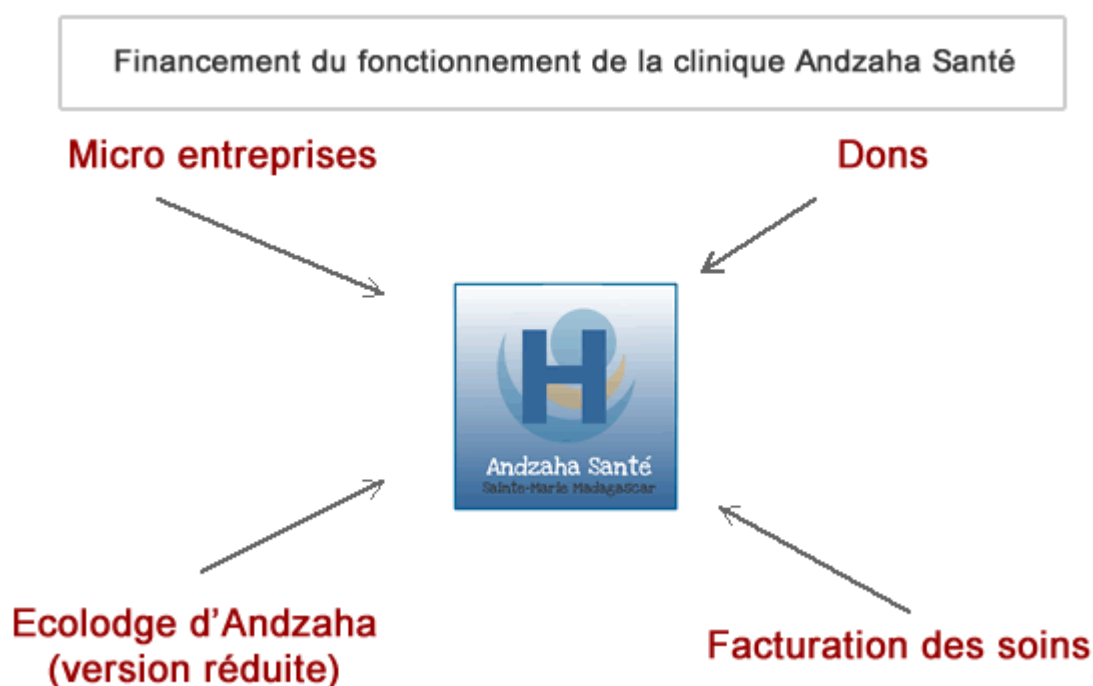 Financement du fonctionnement de la clinique Andzaha Santé
Micro entreprises
Dons
H
Andzaha Santé
Sainte-Marie Madagascar
Ecolodge d’Andzaha
(version réduite)
Facturation des soins